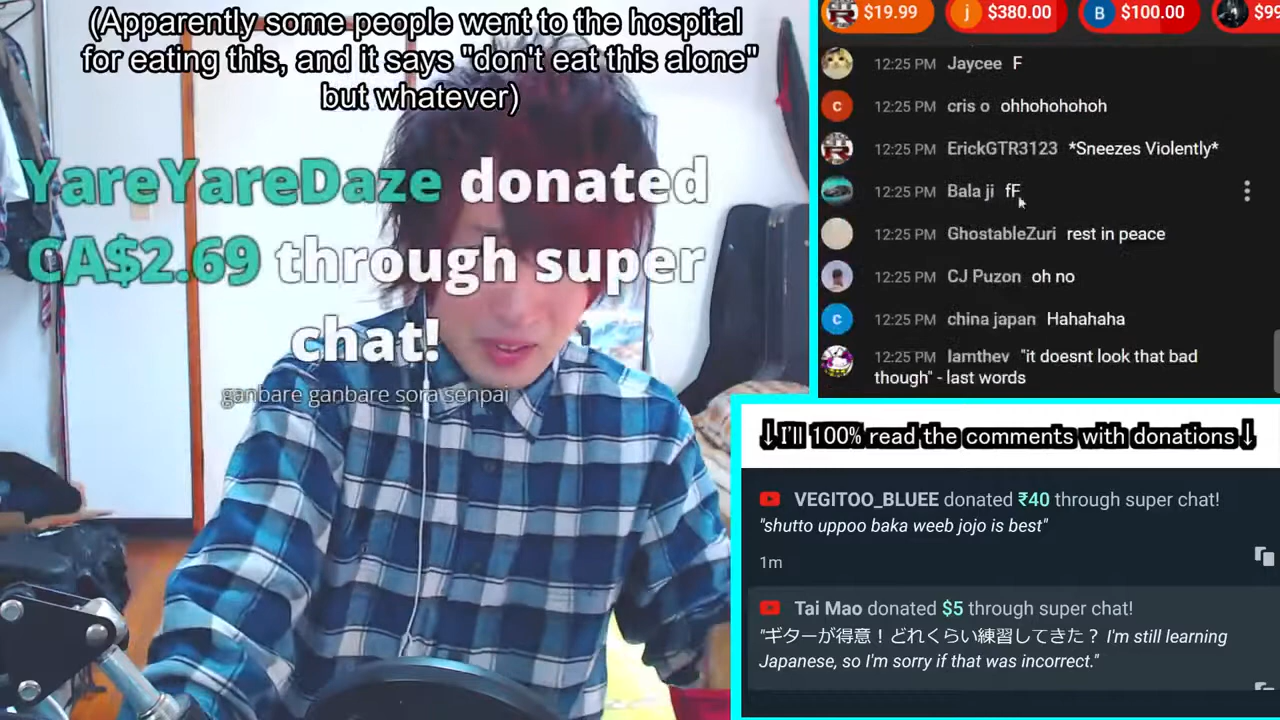 (Apparently some people went to the hospital
for eating this, and it says "don't eat this alone"
but whatever)
YareYareDaze donated
CA$2.69 through super
chat!
ganbare ganbare sora senpai
$19.99
j $380.00
B $100.00
12:25 PM Jaycee F
C 12:25 PM cris o ohhohohohoh
12:25 PM ErickGTR3123 *Sneezes Violently*
12:25 PM Bala ji fF
12:25 PM GhostableZuri rest in peace
12:25 PM CJ Puzon oh no
C 12:25 PM china japan Hahahaha
12:25 PM Iamthev "it doesnt look that bad
though" - last words
↓I'll 100% read the comments with donations↓
VEGITOO_BLUEE donated ₹40 through super chat!
"shutto uppoo baka weeb jojo is best"
1m
Tai Mao donated $5 through super chat!
"ギターが得意！どれくらい練習してきた？ I'm still learning
Japanese, so I'm sorry if that was incorrect."